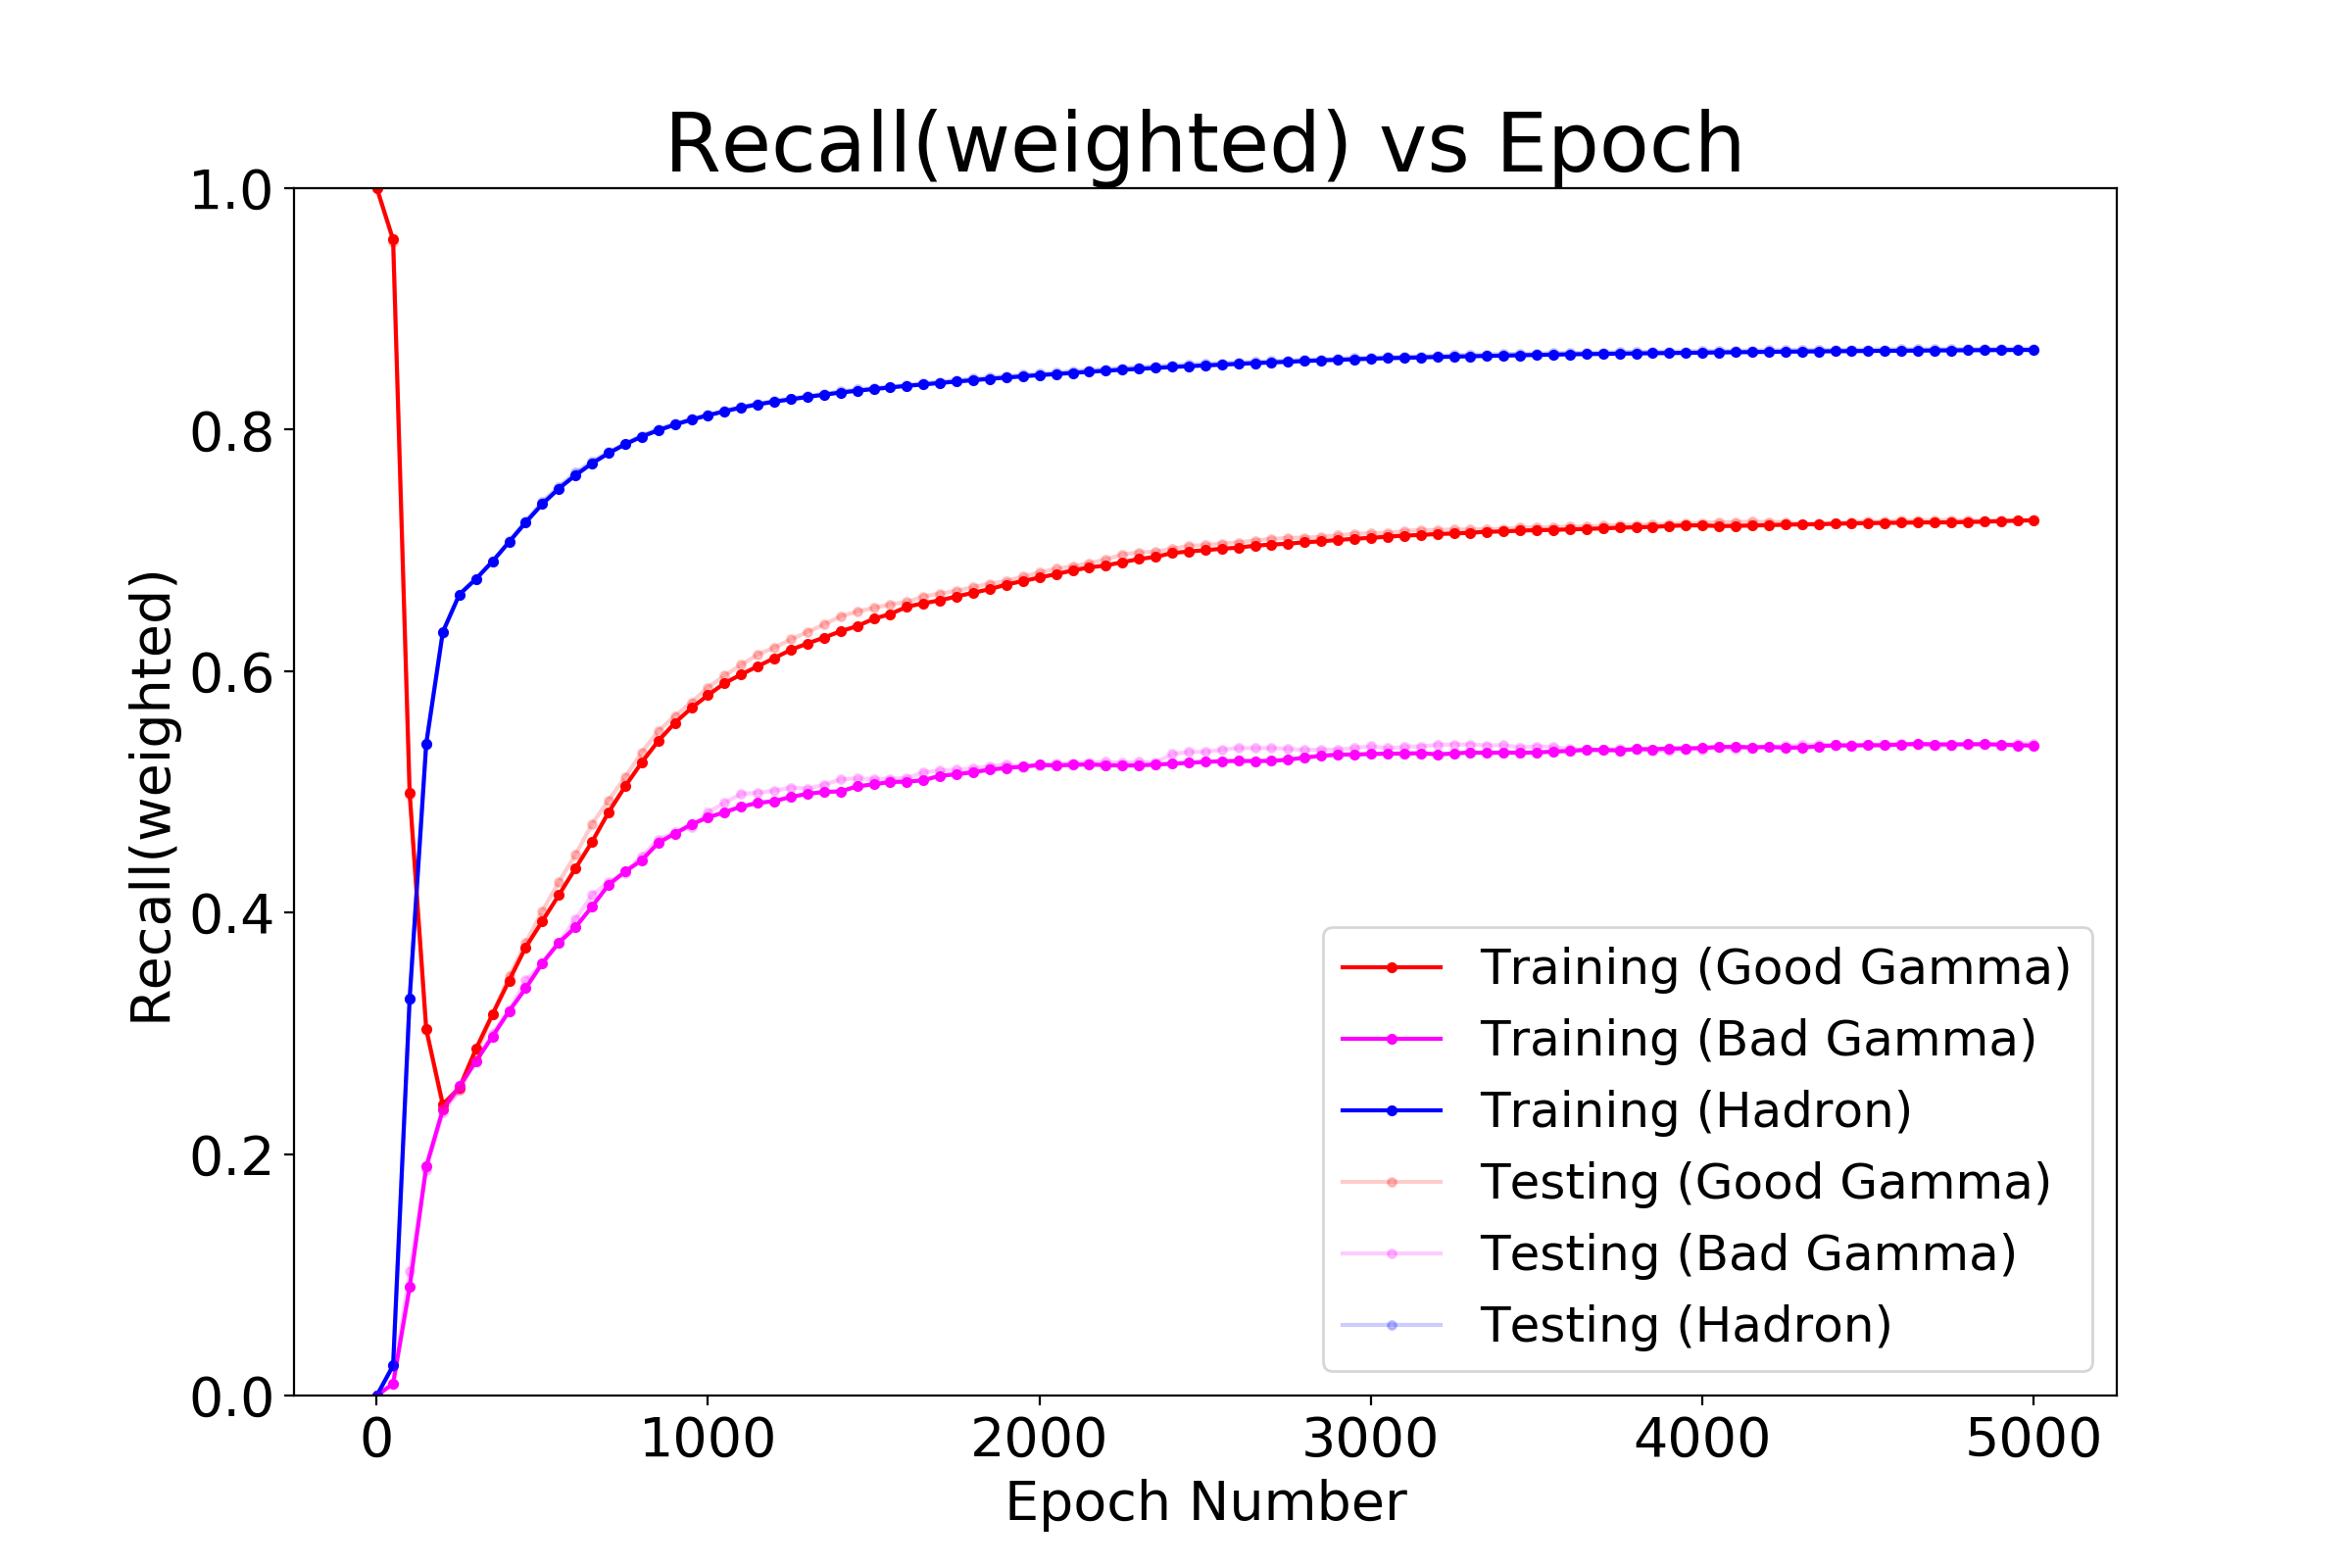 Recall(weighted) vs Epoch
1.0
0.8
0.6
0.4
0.2
0.0
Recall(weighted)
0 1000 2000 3000 4000 5000
Epoch Number
Training (Good Gamma)
Training (Bad Gamma)
Training (Hadron)
Testing (Good Gamma)
Testing (Bad Gamma)
Testing (Hadron)